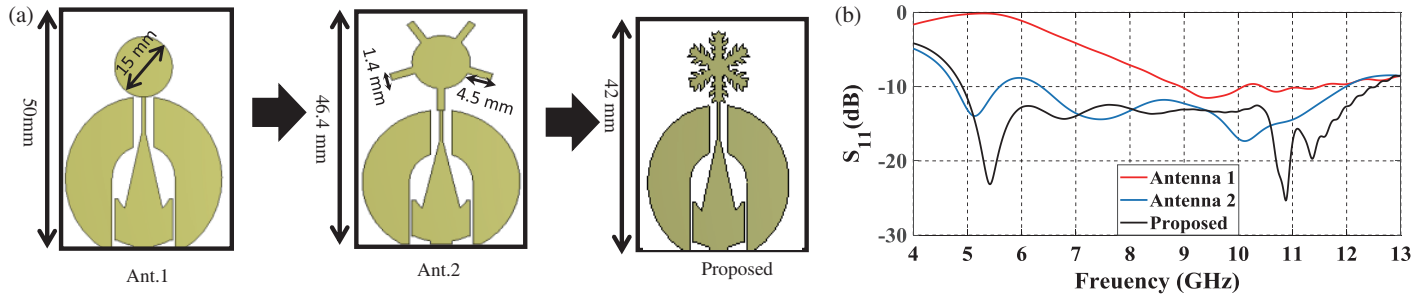 (a)
50mm
15 mm
Ant.1
46.4 mm
1.4 mm
4.5 mm
Ant.2
42 mm
Proposed
(b)
0
-10
-20
-30
S11(dB)
Antenna 1
Antenna 2
Proposed
4 5 6 7 8 9 10 11 12 13
Freuency (GHz)